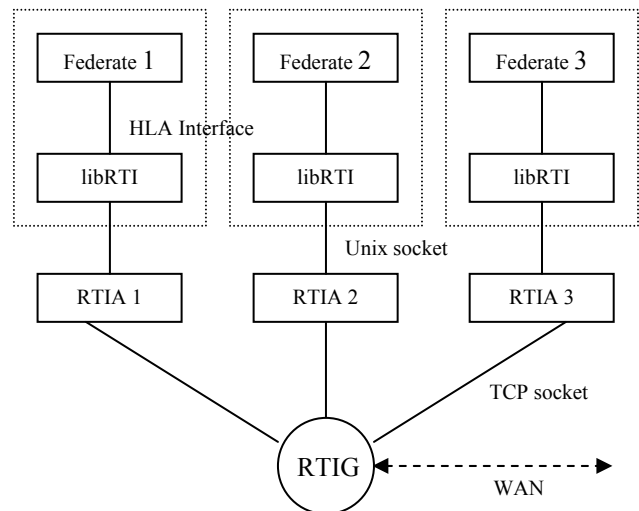 Federate 1
Federate 2
Federate 3
HLA Interface
libRTI
libRTI
libRTI
Unix socket
RTIA 1
RTIA 2
RTIA 3
TCP socket
RTIG
WAN